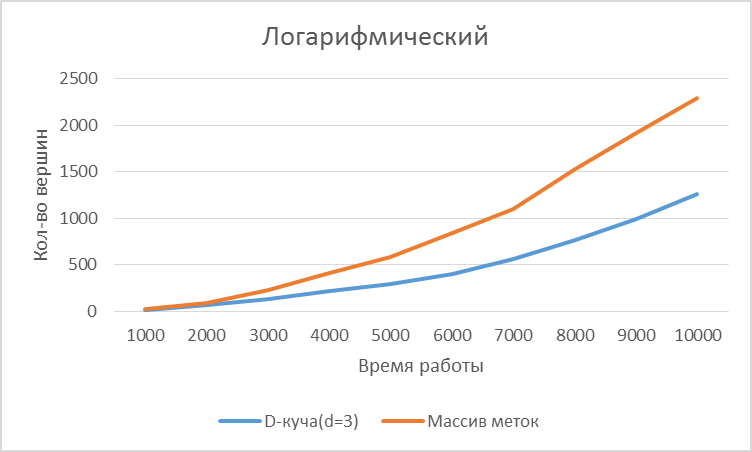 Логарифмический
Кол-во вершин
2500
2000
1500
1000
500
0
1000 2000 3000 4000 5000 6000 7000 8000 9000 10000
Время работы
D-куча(d=3) Массив меток